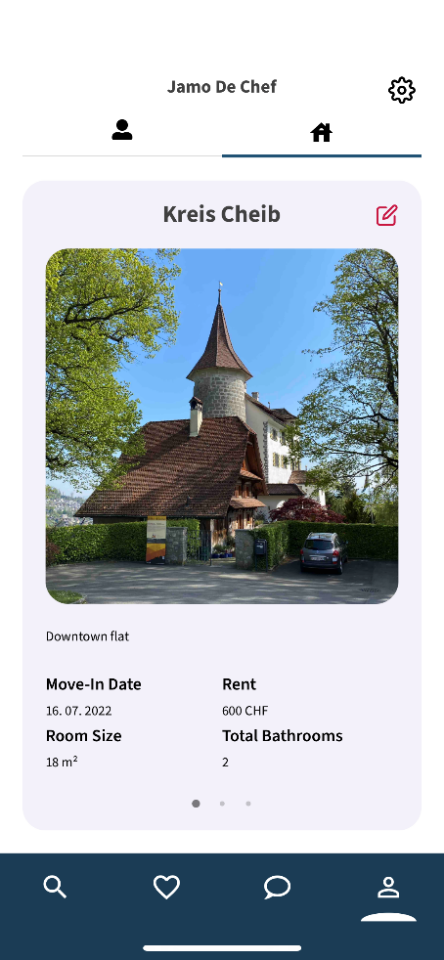 Jamo De Chef
Kreis Cheib
Downtown flat
Move-In Date Rent
16. 07. 2022 600 CHF
Room Size Total Bathrooms
18 m² 2